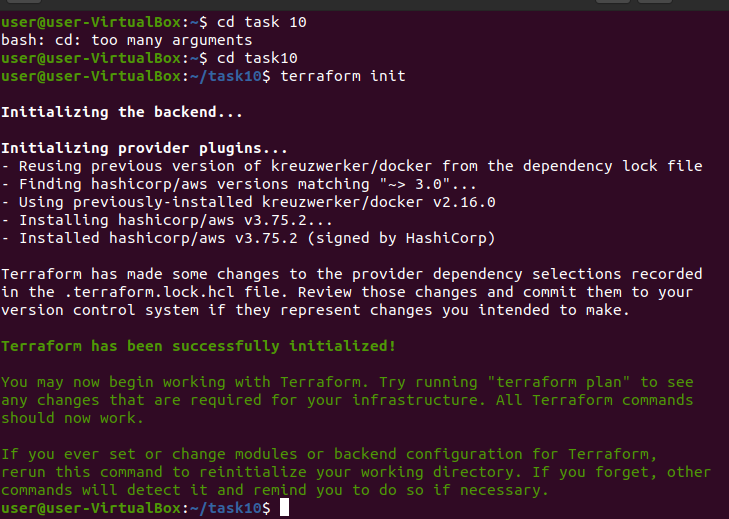 user@user-VirtualBox:~$ cd task 10
bash: cd: too many arguments
user@user-VirtualBox:~$ cd task10
user@user-VirtualBox:~/task10$ terraform init

Initializing the backend...

Initializing provider plugins...
- Reusing previous version of kreuzwerker/docker from the dependency lock file
- Finding hashicorp/aws versions matching "~> 3.0"...
- Using previously-installed kreuzwerker/docker v2.16.0
- Installing hashicorp/aws v3.75.2...
- Installed hashicorp/aws v3.75.2 (signed by HashiCorp)

Terraform has made some changes to the provider dependency selections recorded
in the .terraform.lock.hcl file. Review those changes and commit them to your
version control system if they represent changes you intended to make.

Terraform has been successfully initialized!

You may now begin working with Terraform. Try running "terraform plan" to see
any changes that are required for your infrastructure. All Terraform commands
should now work.

If you ever set or change modules or backend configuration for Terraform,
rerun this command to reinitialize your working directory. If you forget, other
commands will detect it and remind you to do so if necessary.
user@user-VirtualBox:~/task10$